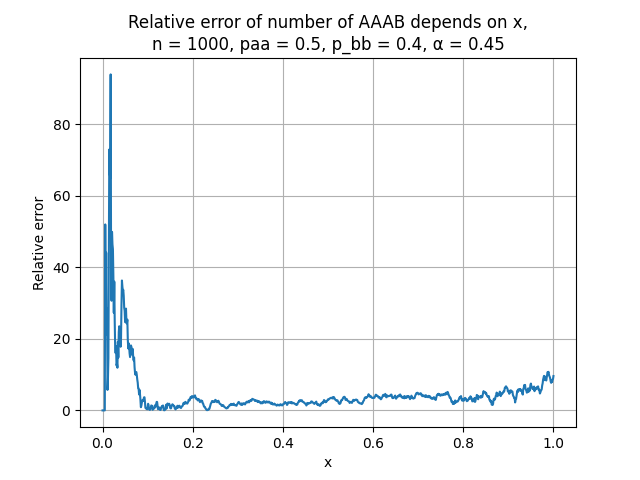 Relative error of number of AAAB depends on x,
n = 1000, paa = 0.5, p_bb = 0.4, α = 0.45
Relative error
80
60
40
20
0
0.0 0.2 0.4 0.6 0.8 1.0
x